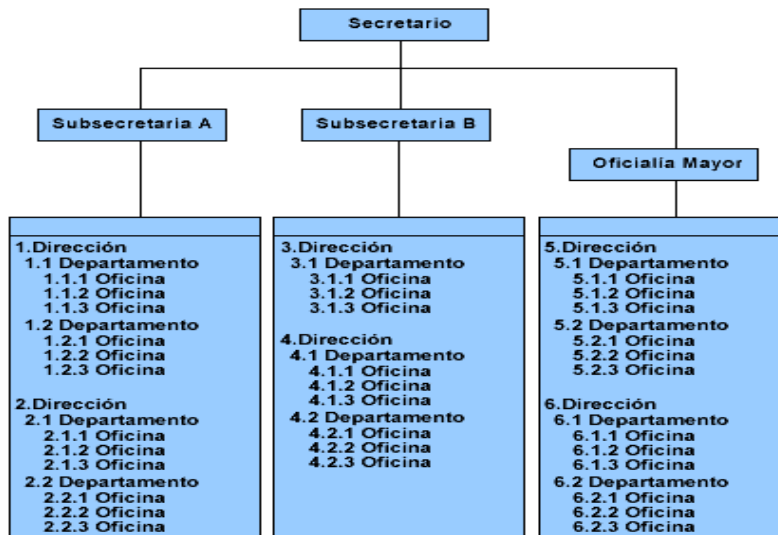 Secretario
Subsecretaria A
Subsecretaria B
Oficialía Mayor
1.Dirección
1.1 Departamento
1.1.1 Oficina
1.1.2 Oficina
1.1.3 Oficina
1.2 Departamento
1.2.1 Oficina
1.2.2 Oficina
1.2.3 Oficina
2.Dirección
2.1 Departamento
2.1.1 Oficina
2.1.2 Oficina
2.1.3 Oficina
2.2 Departamento
2.2.1 Oficina
2.2.2 Oficina
2.2.3 Oficina
3.Dirección
3.1 Departamento
3.1.1 Oficina
3.1.2 Oficina
3.1.3 Oficina
4.Dirección
4.1 Departamento
4.1.1 Oficina
4.1.2 Oficina
4.1.3 Oficina
4.2 Departamento
4.2.1 Oficina
4.2.2 Oficina
4.2.3 Oficina
5.Dirección
5.1 Departamento
5.1.1 Oficina
5.1.2 Oficina
5.1.3 Oficina
5.2 Departamento
5.2.1 Oficina
5.2.2 Oficina
5.2.3 Oficina
6.Dirección
6.1 Departamento
6.1.1 Oficina
6.1.2 Oficina
6.1.3 Oficina
6.2 Departamento
6.2.1 Oficina
6.2.2 Oficina
6.2.3 Oficina